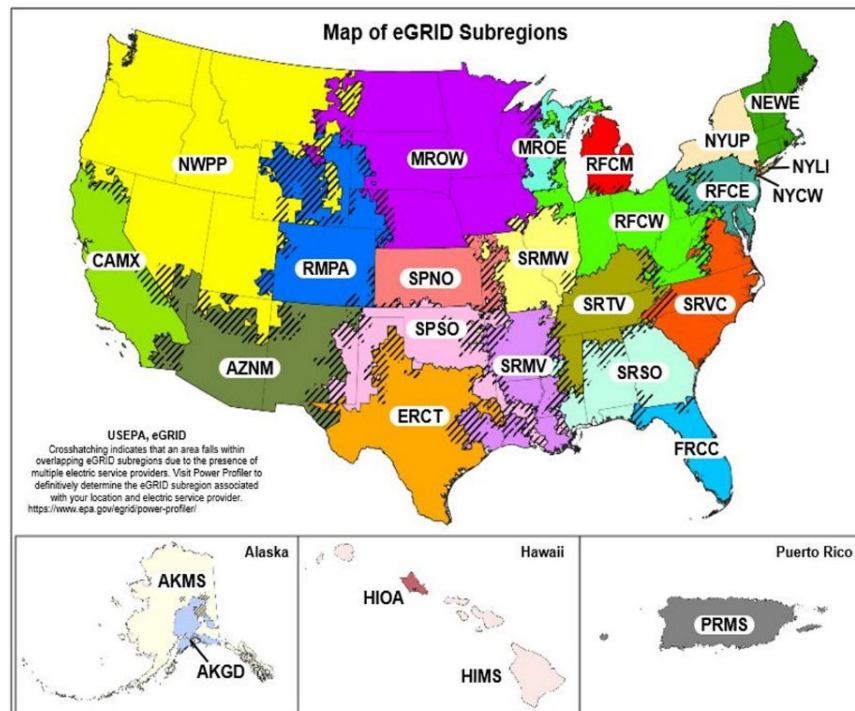 Map of eGRID Subregions
NEWE
NYUP
NWPP
MROW
MROE
RFCM
NYLI
RFCE
NYCW
RFCW
CAMX
RMPA
SRMW
SPNO
SRTV
SRVC
SPSO
AZNM
SRMV
SRSO
ERCT
FRCC
USEPA, eGRID
Crosshatching indicates that an area falls within
overlapping eGRID subregions due to the presence of
multiple electric service providers. Visit Power Profiler to
definitively determine the eGRID subregion associated
with your location and electric service provider.
https://www.epa.gov/egrid/power-profiler/
Alaska
AKMS
AKGD
Hawaii
HIOA
HIMS
Puerto Rico
PRMS